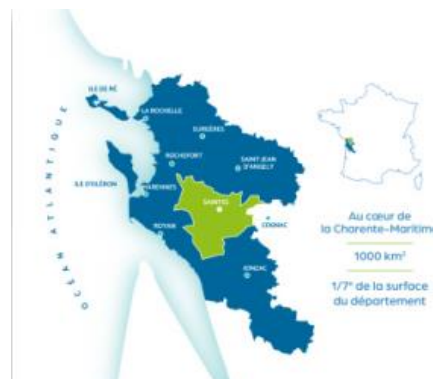 ILE DE RÉ
LA ROCHELLE
SURGÈRES
ROCHEFORT
SAINT JEAN
D'ANGELY
ILE D'OLÉRON
MARENNES
SAINTES
COGNAC
ROYAN
JONZAC
OCÉAN ATLANTIQUE
Au cœur de
la Charente-Maritime
1000 km²
1/7ᵉ de la surface
du département